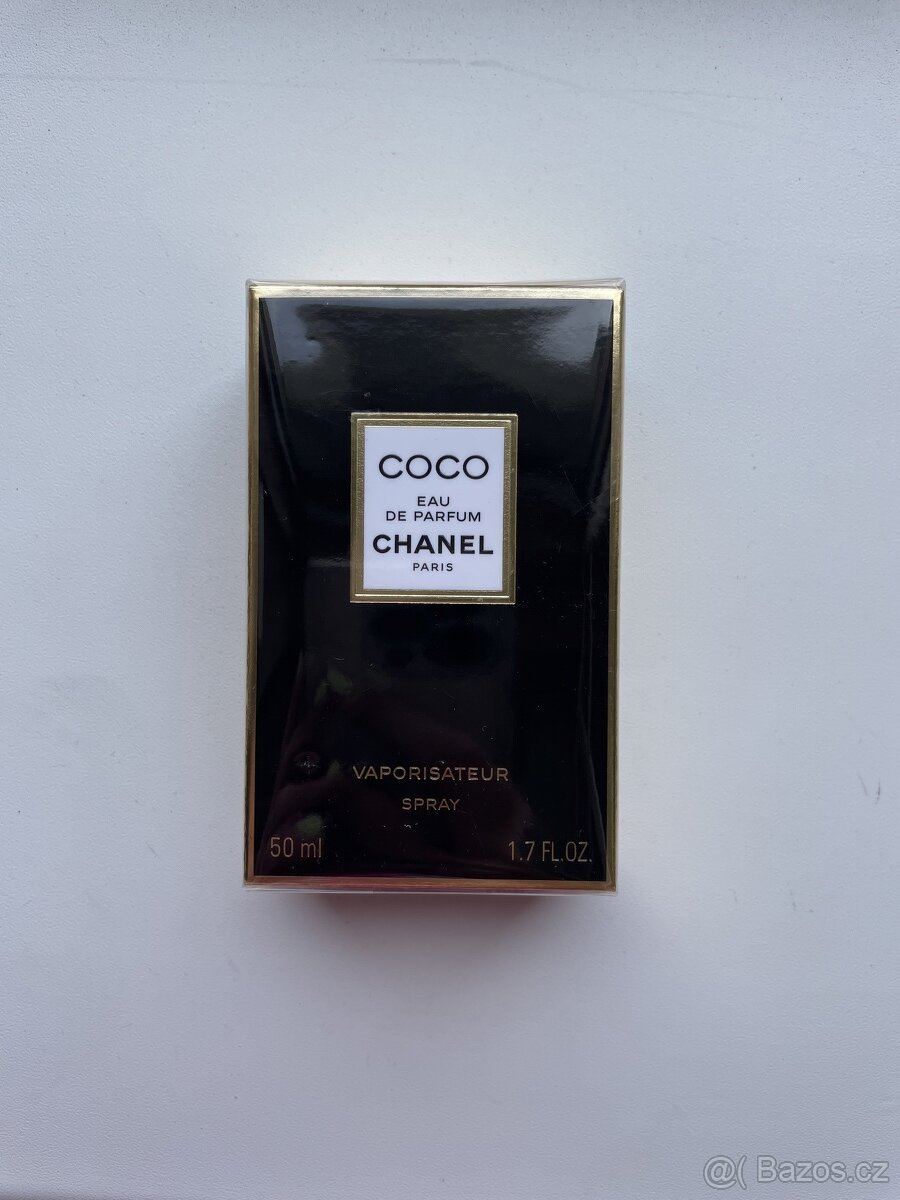 COCO
EAU
DE PARFUM
CHANEL
PARIS
VAPORISATEUR
SPRAY
50 ml 1.7 FL.OZ.
@( Bazos.cz